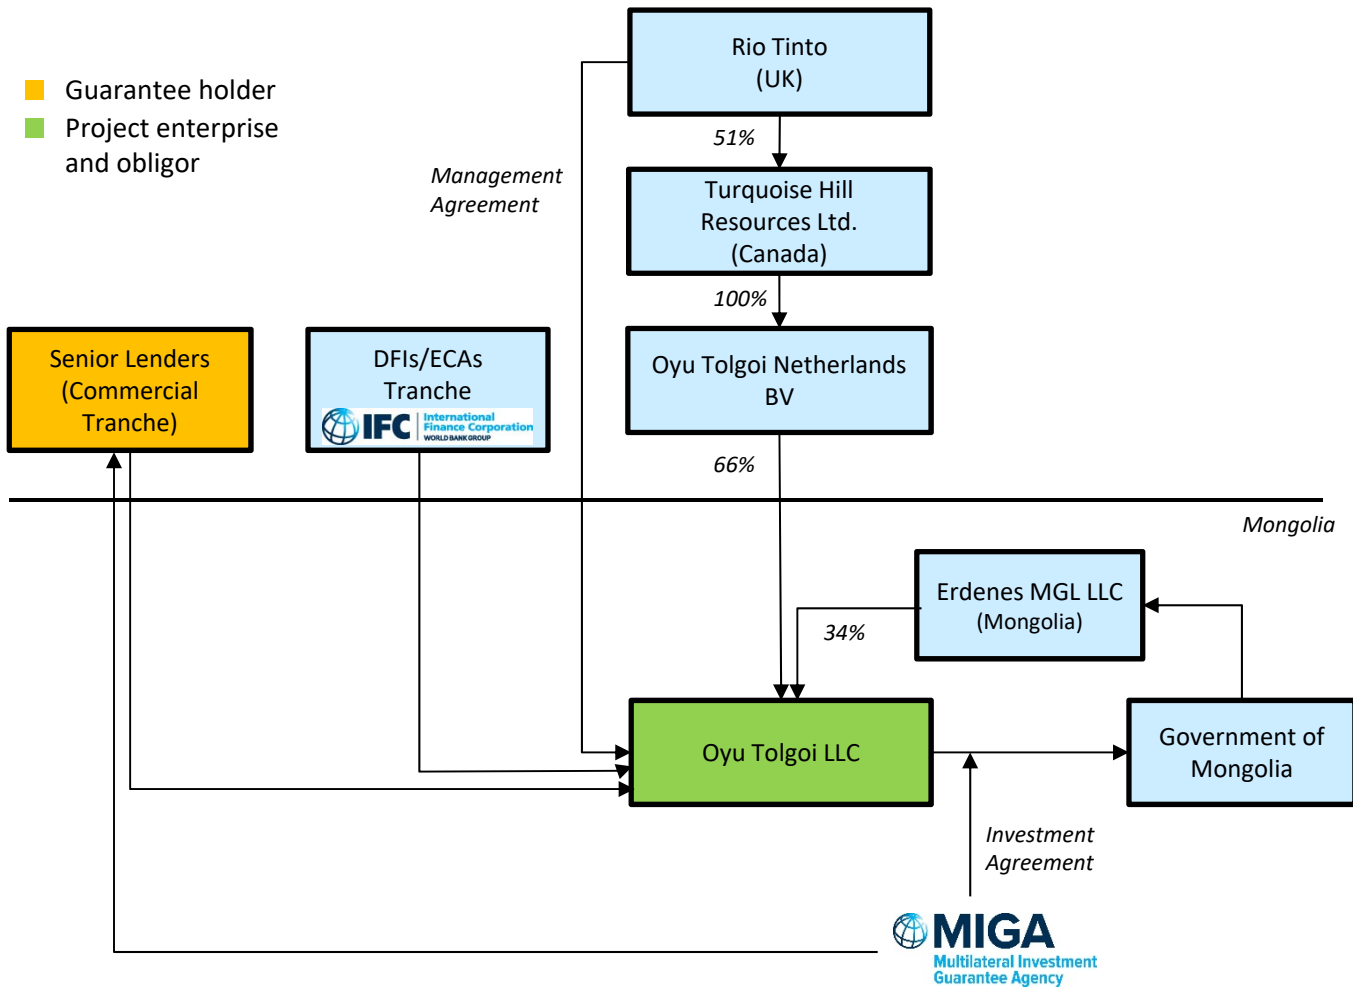 Rio Tinto
(UK)
Guarantee holder
Project enterprise
and obligor
51%
Management
Agreement
Turquoise Hill
Resources Ltd.
(Canada)
100%
Senior Lenders
(Commercial
Tranche)
DFIs/ECAs
Tranche
IFC
International
Finance Corporation
WORLD BANK GROUP
Oyu Tolgoi Netherlands
BV
66%
Mongolia
Erdenes MGL LLC
(Mongolia)
34%
Oyu Tolgoi LLC
Government of
Mongolia
Investment
Agreement
MIGA
Multilateral Investment
Guarantee Agency